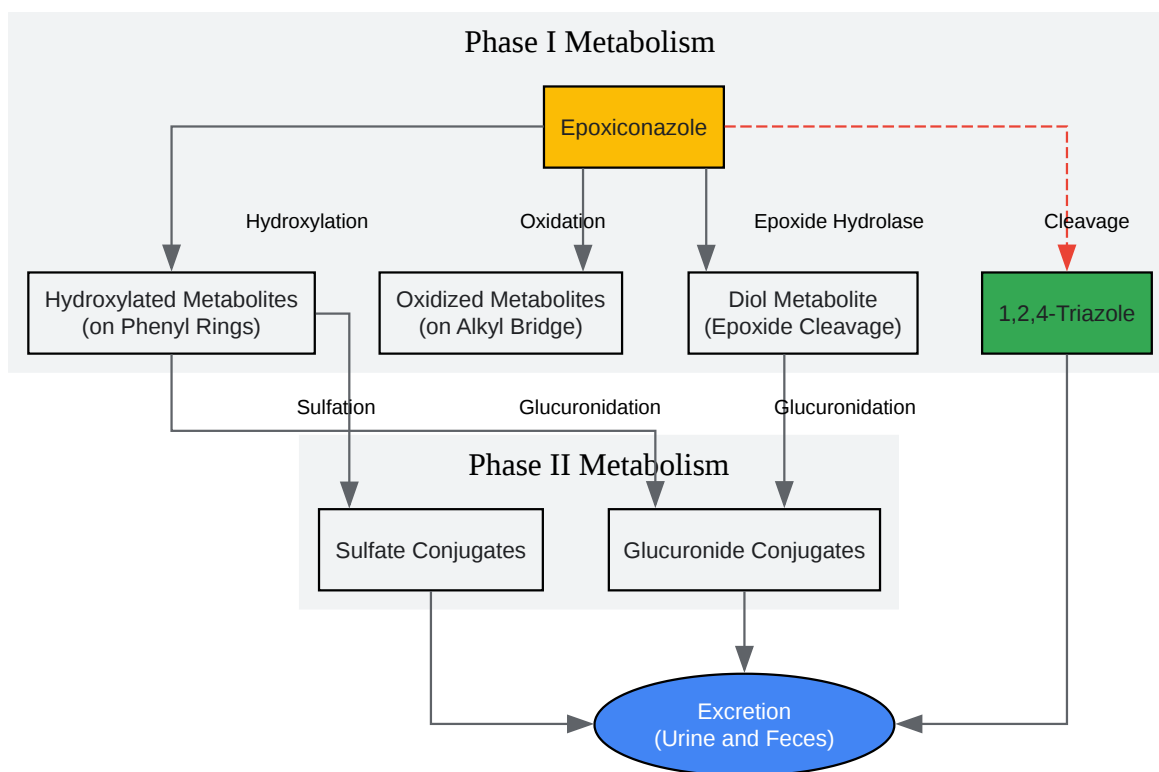 Phase I Metabolism
Epoxiconazole
Hydroxylation
Oxidation
Epoxide Hydrolase
Cleavage
Hydroxylated Metabolites
(on Phenyl Rings)
Oxidized Metabolites
(on Alkyl Bridge)
Diol Metabolite
(Epoxide Cleavage)
1,2,4-Triazole
Sulfation
Glucuronidation
Glucuronidation
Phase II Metabolism
Sulfate Conjugates
Glucuronide Conjugates
Excretion
(Urine and Feces)